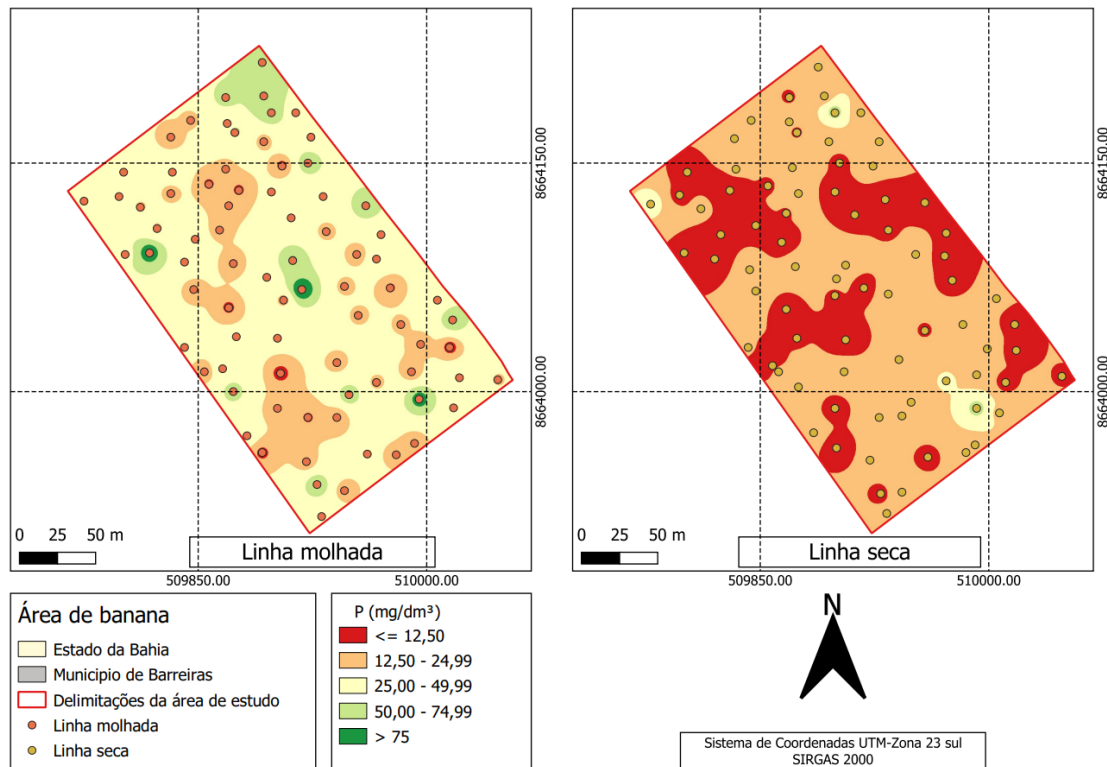 8664150.00
8664000.00
0 25 50 m
Linha molhada
509850.00 510000.00
8664150.00
8664000.00
0 25 50 m
Linha seca
509850.00 510000.00
Área de banana
Estado da Bahia
Municipio de Barreiras
Delimitações da área de estudo
Linha molhada
Linha seca
P (mg/dm³)
<= 12,50
12,50 - 24,99
25,00 - 49,99
50,00 - 74,99
> 75
N
Sistema de Coordenadas UTM-Zona 23 sul
SIRGAS 2000